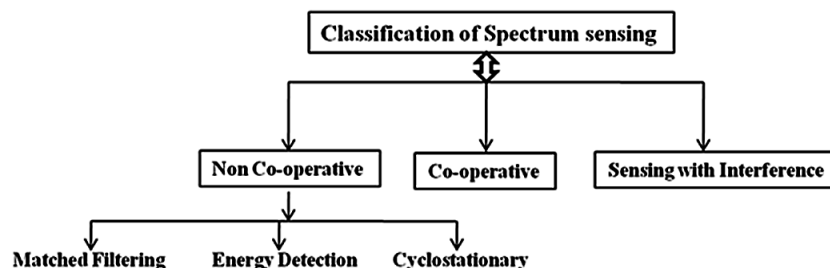 Classification of Spectrum sensing
Non Co-operative
Co-operative
Sensing with Interference
Matched Filtering
Energy Detection
Cyclostationary